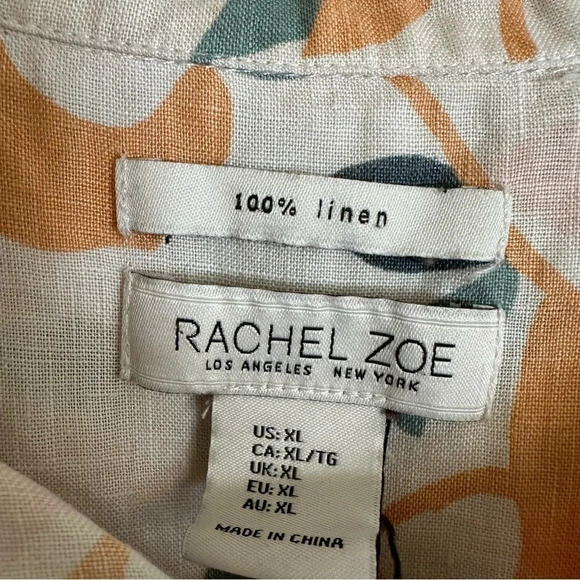 100% linen
RACHEL ZOE
LOS ANGELES NEW YORK
US: XL
CA: XL/TG
UK: XL
EU: XL
AU: XL
MADE IN CHINA